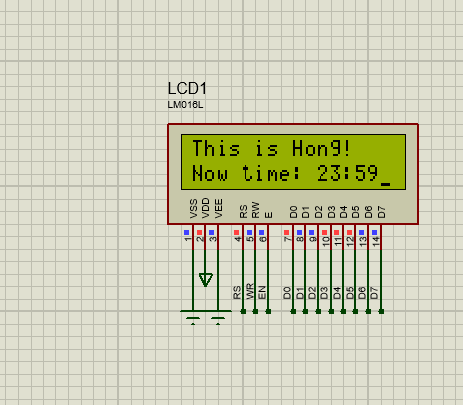 LCD1
LM016L
This is Hong!
Now time: 23:59_
VSS VDD VEE RS RW E D0 D1 D2 D3 D4 D5 D6 D7
1 2 3 4 5 6 7 8 9 10 11 12 13 14
RS WR EN D0 D1 D2 D3 D4 D5 D6 D7